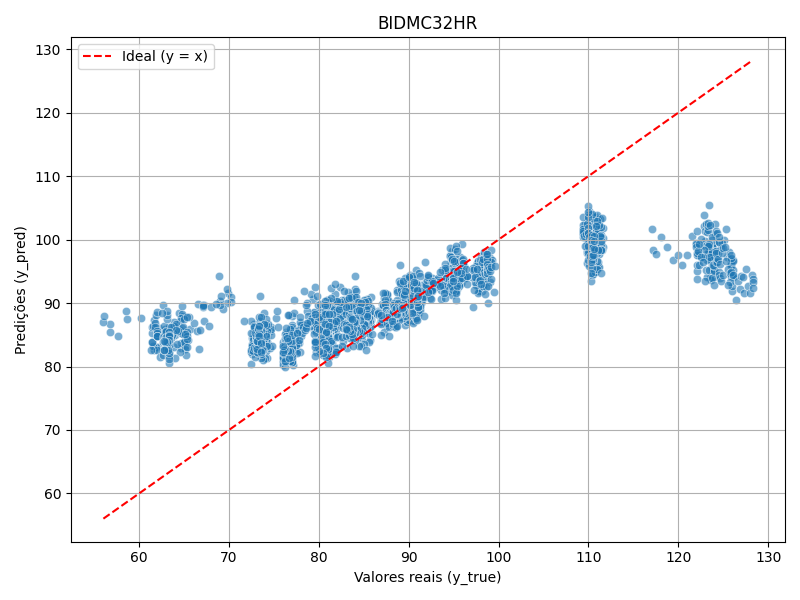 BIDMC32HR
Ideal (y = x)
Predições (y_pred)
130
120
110
100
90
80
70
60
60 70 80 90 100 110 120 130
Valores reais (y_true)